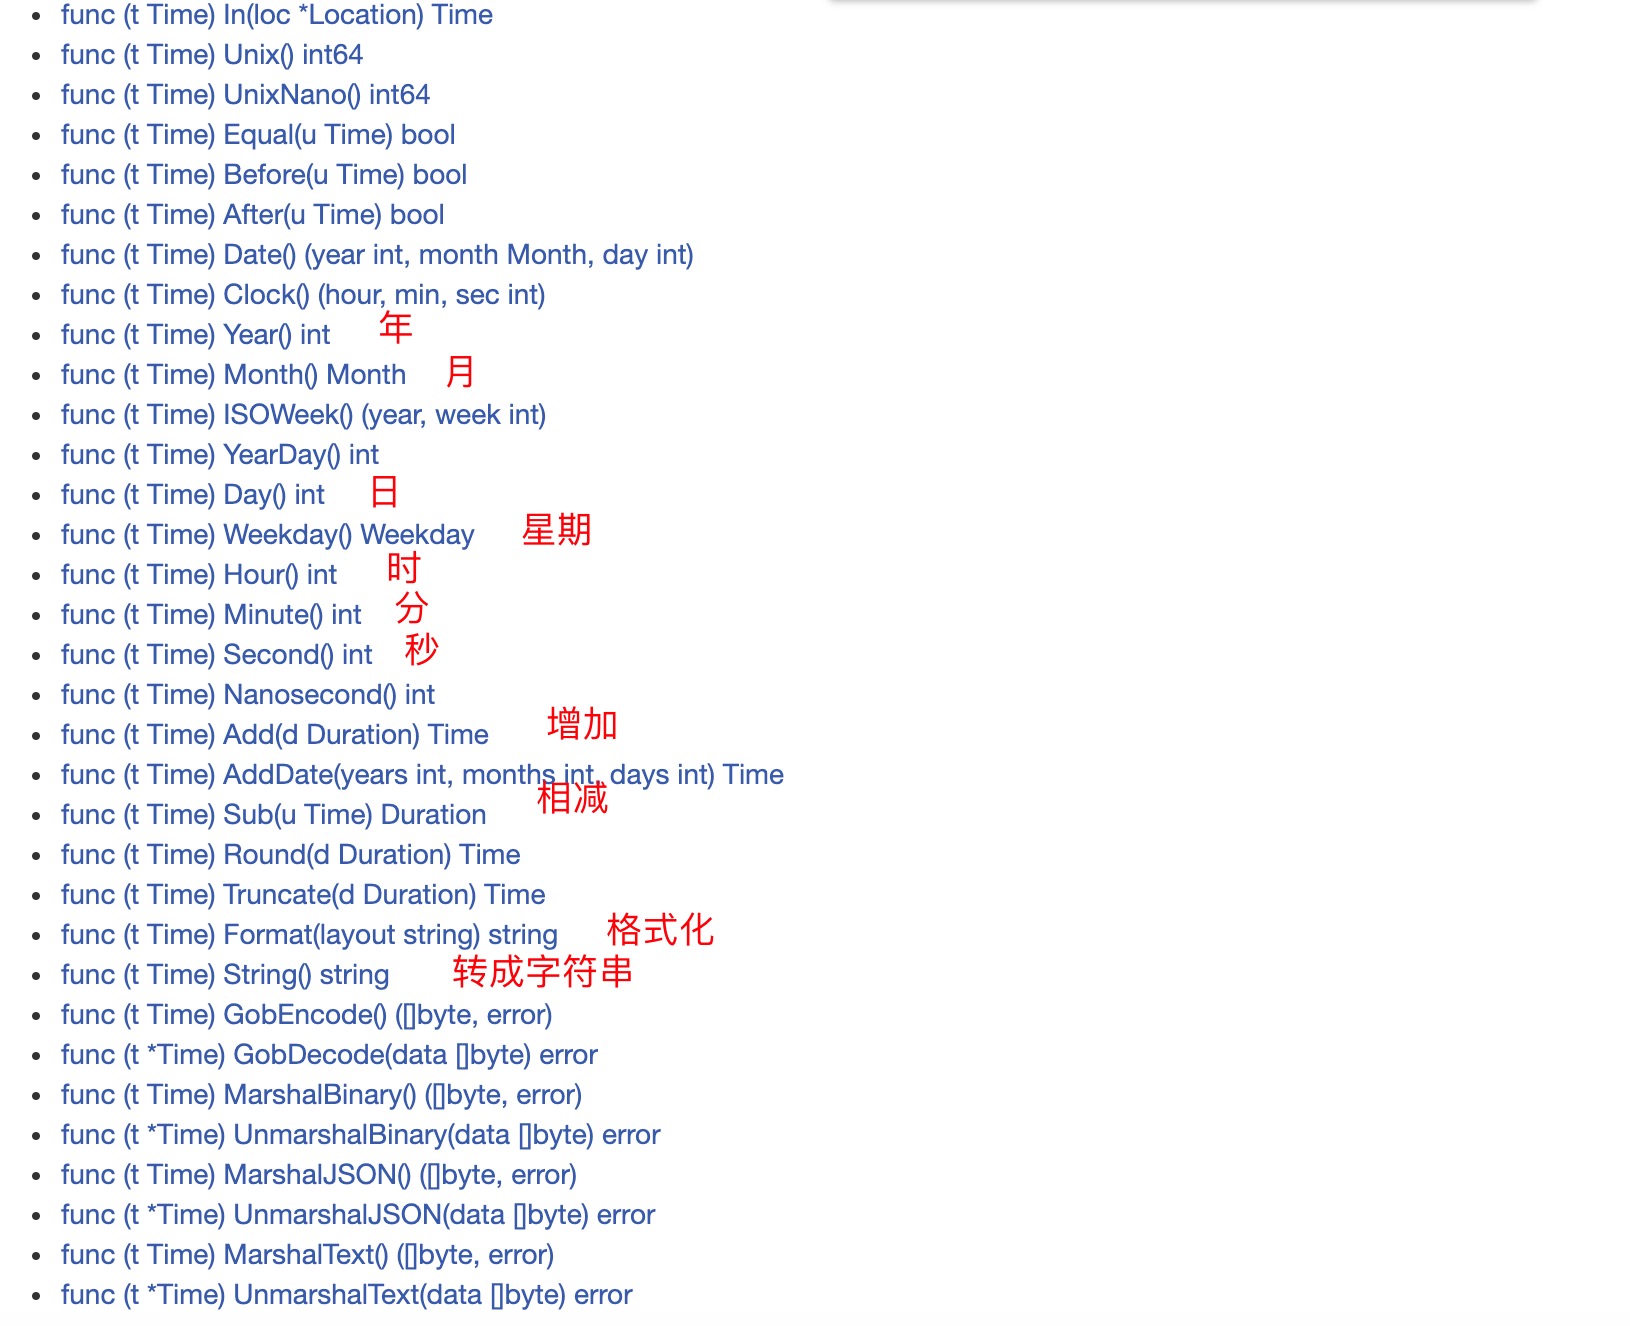 func (t Time) In(loc *Location) Time
func (t Time) Unix() int64
func (t Time) UnixNano() int64
func (t Time) Equal(u Time) bool
func (t Time) Before(u Time) bool
func (t Time) After(u Time) bool
func (t Time) Date() (year int, month Month, day int)
func (t Time) Clock() (hour, min, sec int)
func (t Time) Year() int 年
func (t Time) Month() Month 月
func (t Time) ISOWeek() (year, week int)
func (t Time) YearDay() int
func (t Time) Day() int 日
func (t Time) Weekday() Weekday 星期
func (t Time) Hour() int 时
func (t Time) Minute() int 分
func (t Time) Second() int 秒
func (t Time) Nanosecond() int
func (t Time) Add(d Duration) Time 增加
func (t Time) AddDate(years int, months int, days int) Time
func (t Time) Sub(u Time) Duration 相减
func (t Time) Round(d Duration) Time
func (t Time) Truncate(d Duration) Time
func (t Time) Format(layout string) string 格式化
func (t Time) String() string 转成字符串
func (t Time) GobEncode() ([]byte, error)
func (t *Time) GobDecode(data []byte) error
func (t Time) MarshalBinary() ([]byte, error)
func (t *Time) UnmarshalBinary(data []byte) error
func (t Time) MarshalJSON() ([]byte, error)
func (t *Time) UnmarshalJSON(data []byte) error
func (t Time) MarshalText() ([]byte, error)
func (t *Time) UnmarshalText(data []byte) error